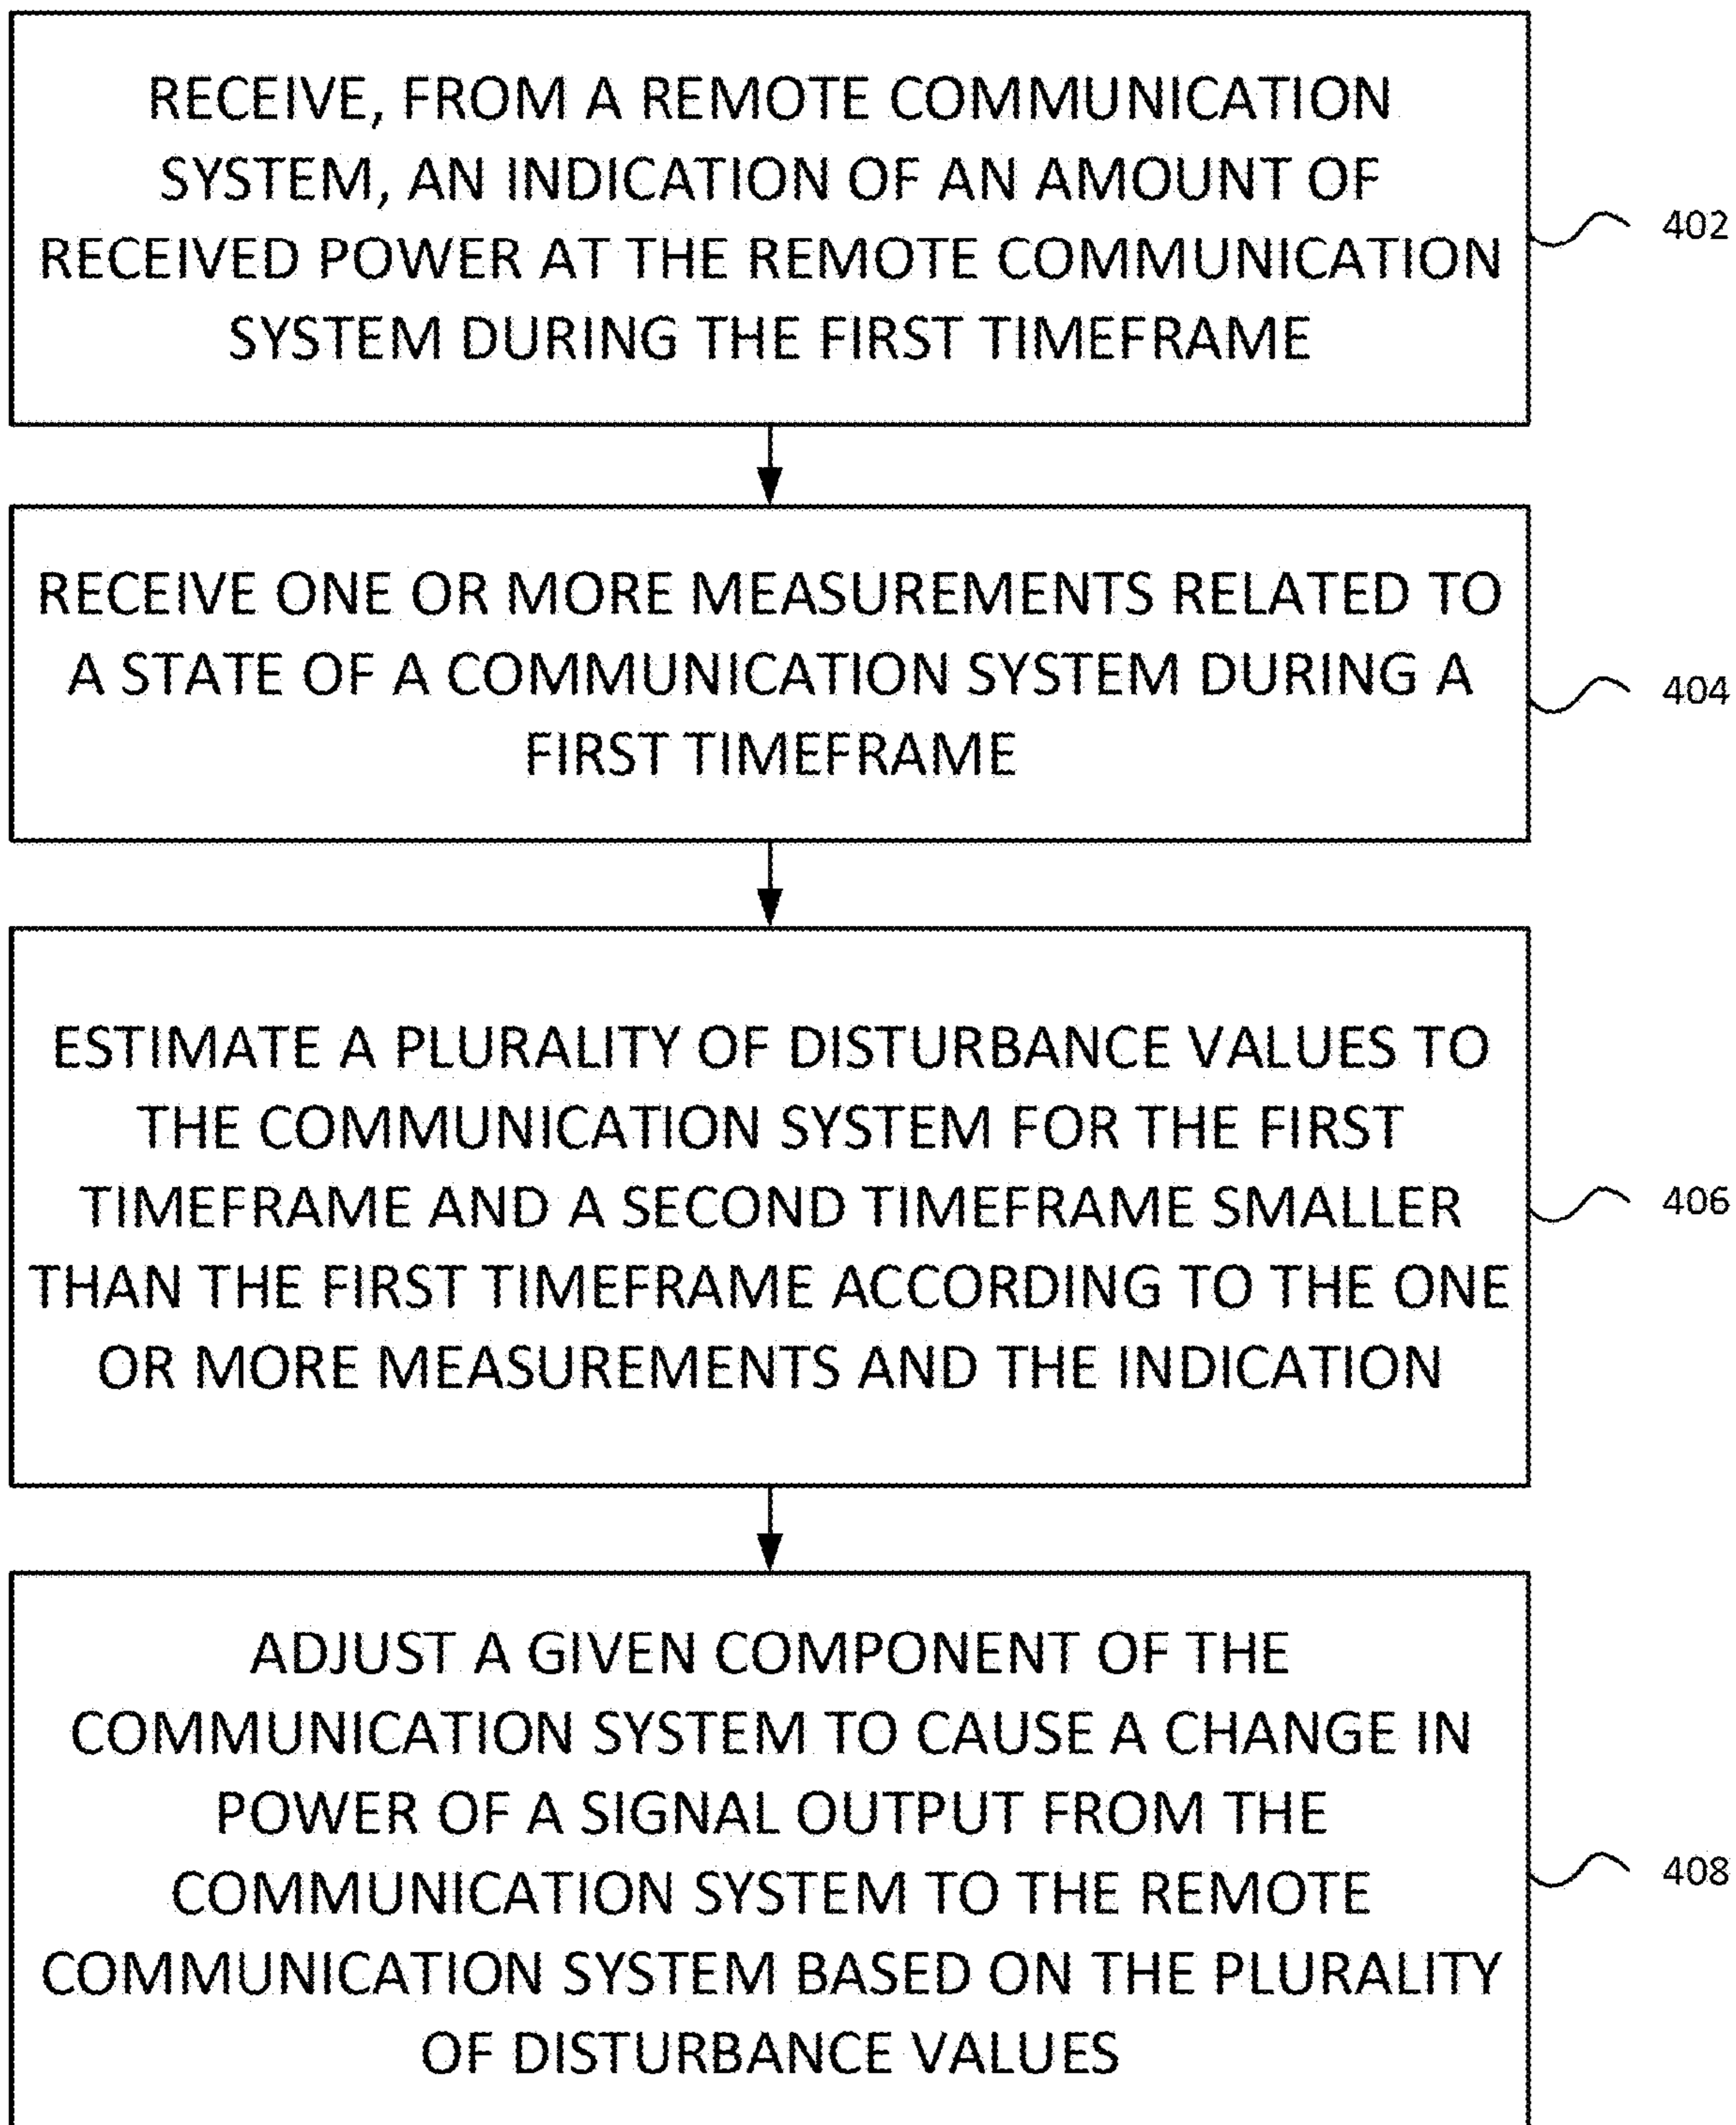 RECEIVE, FROM A REMOTE COMMUNICATION
SYSTEM, AN INDICATION OF AN AMOUNT OF
RECEIVED POWER AT THE REMOTE COMMUNICATION
SYSTEM DURING THE FIRST TIMEFRAME
402
RECEIVE ONE OR MORE MEASUREMENTS RELATED TO
A STATE OF A COMMUNICATION SYSTEM DURING A
FIRST TIMEFRAME
404
ESTIMATE A PLURALITY OF DISTURBANCE VALUES TO
THE COMMUNICATION SYSTEM FOR THE FIRST
TIMEFRAME AND A SECOND TIMEFRAME SMALLER
THAN THE FIRST TIMEFRAME ACCORDING TO THE ONE
OR MORE MEASUREMENTS AND THE INDICATION
406
ADJUST A GIVEN COMPONENT OF THE
COMMUNICATION SYSTEM TO CAUSE A CHANGE IN
POWER OF A SIGNAL OUTPUT FROM THE
COMMUNICATION SYSTEM TO THE REMOTE
COMMUNICATION SYSTEM BASED ON THE PLURALITY
OF DISTURBANCE VALUES
408